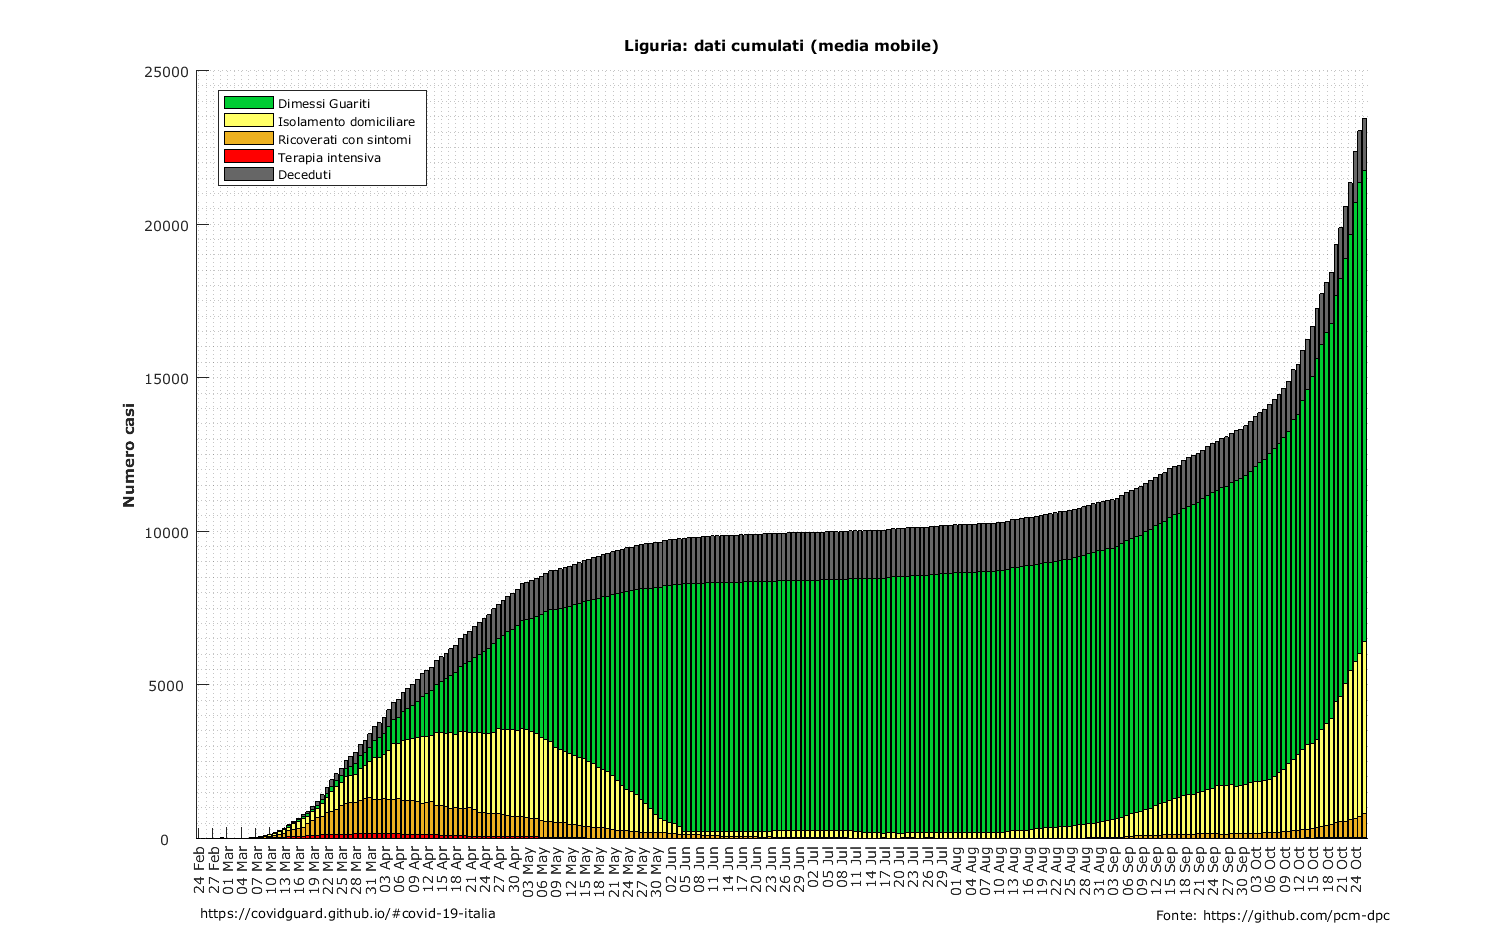 Liguria: dati cumulati (media mobile)
25000
20000
15000
10000
5000
0
Numero casi
Dimessi Guariti
Isolamento domiciliare
Ricoverati con sintomi
Terapia intensiva
Deceduti
24 Feb
27 Feb
01 Mar
04 Mar
07 Mar
10 Mar
13 Mar
16 Mar
19 Mar
22 Mar
25 Mar
28 Mar
31 Mar
03 Apr
06 Apr
09 Apr
12 Apr
15 Apr
18 Apr
21 Apr
24 Apr
27 Apr
30 Apr
03 May
06 May
09 May
12 May
15 May
18 May
21 May
24 May
27 May
30 May
02 Jun
05 Jun
08 Jun
11 Jun
14 Jun
17 Jun
20 Jun
23 Jun
26 Jun
29 Jun
02 Jul
05 Jul
08 Jul
11 Jul
14 Jul
17 Jul
20 Jul
23 Jul
26 Jul
29 Jul
01 Aug
04 Aug
07 Aug
10 Aug
13 Aug
16 Aug
19 Aug
22 Aug
25 Aug
28 Aug
31 Aug
03 Sep
06 Sep
09 Sep
12 Sep
15 Sep
18 Sep
21 Sep
24 Sep
27 Sep
30 Sep
03 Oct
06 Oct
09 Oct
12 Oct
15 Oct
18 Oct
21 Oct
24 Oct
https://covidguard.github.io/#covid-19-italia
Fonte: https://github.com/pcm-dpc